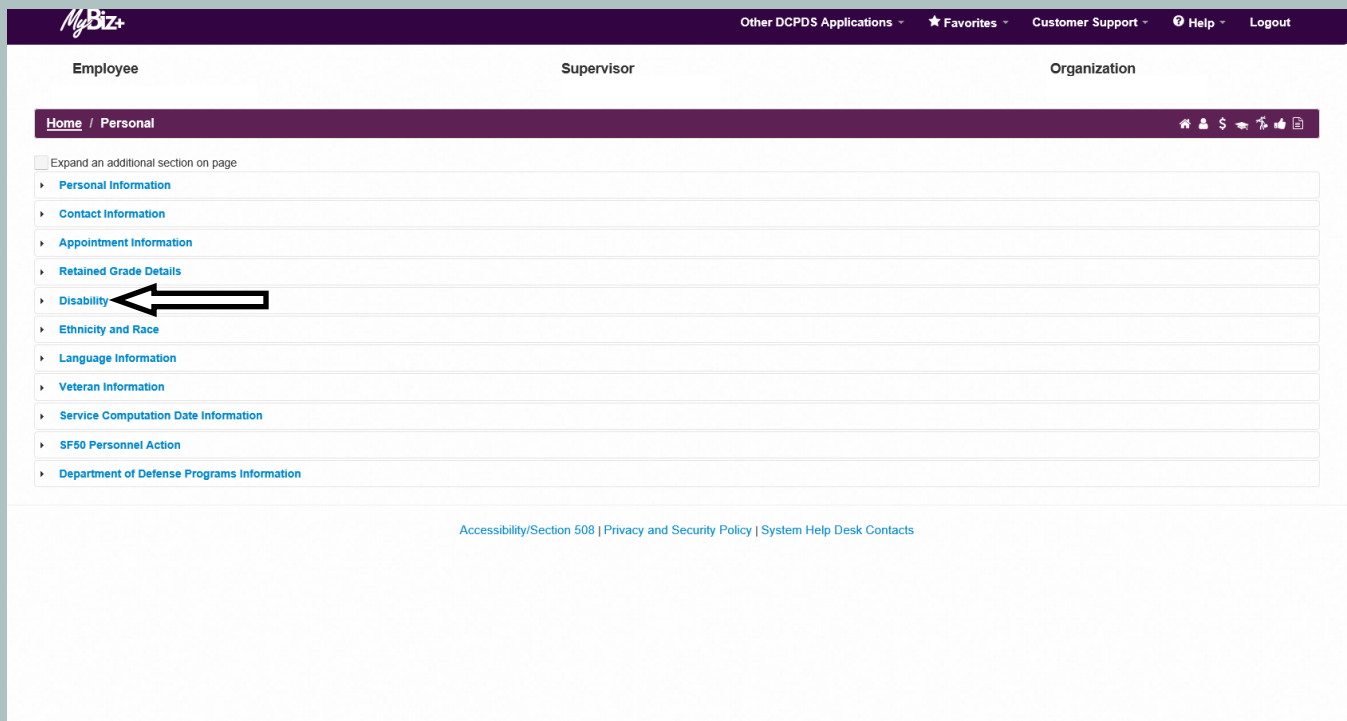 MyBiz+
Other DCPDS Applications Favorites Customer Support Help Logout
Employee Supervisor Organization
Home / Personal
Expand an additional section on page
Personal Information
Contact Information
Appointment Information
Retained Grade Details
Disability
Ethnicity and Race
Language Information
Veteran Information
Service Computation Date Information
SF50 Personnel Action
Department of Defense Programs Information
Accessibility/Section 508 | Privacy and Security Policy | System Help Desk Contacts